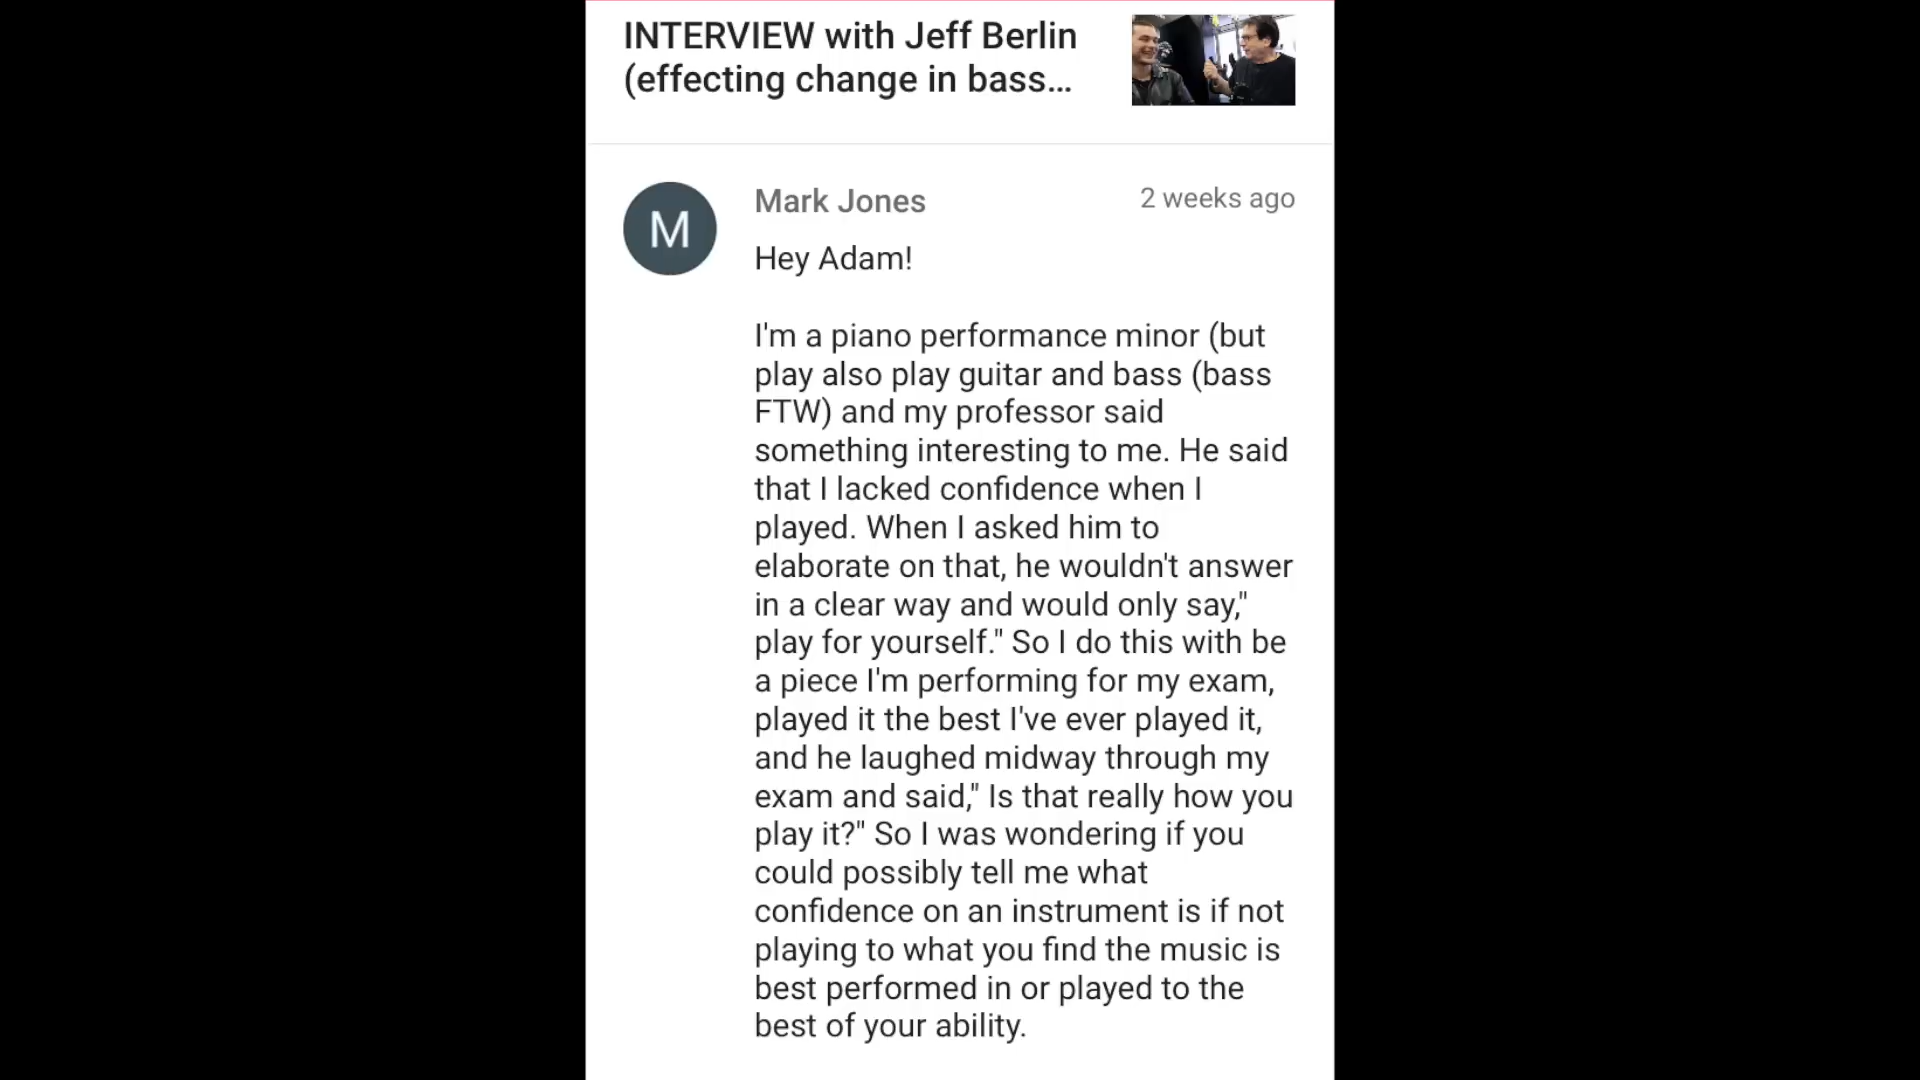 INTERVIEW with Jeff Berlin
(effecting change in bass...
M
Mark Jones
2 weeks ago
Hey Adam!
I'm a piano performance minor (but
play also play guitar and bass (bass
FTW) and my professor said
something interesting to me. He said
that I lacked confidence when I
played. When I asked him to
elaborate on that, he wouldn't answer
in a clear way and would only say,"
play for yourself." So I do this with be
a piece I'm performing for my exam,
played it the best I've ever played it,
and he laughed midway through my
exam and said," Is that really how you
play it?" So I was wondering if you
could possibly tell me what
confidence on an instrument is if not
playing to what you find the music is
best performed in or played to the
best of your ability.